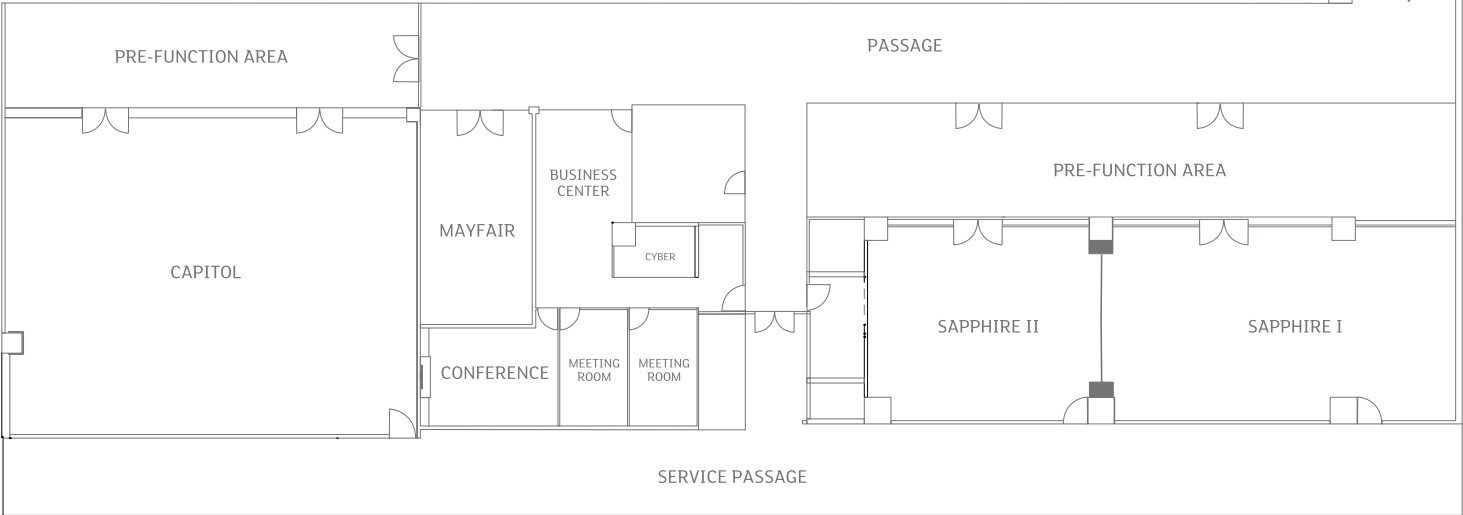 PASSAGE
PRE-FUNCTION AREA
PRE-FUNCTION AREA
BUSINESS
CENTER
MAYFAIR
CYBER
CAPITOL
SAPPHIRE II
SAPPHIRE I
CONFERENCE
MEETING
ROOM
MEETING
ROOM
SERVICE PASSAGE